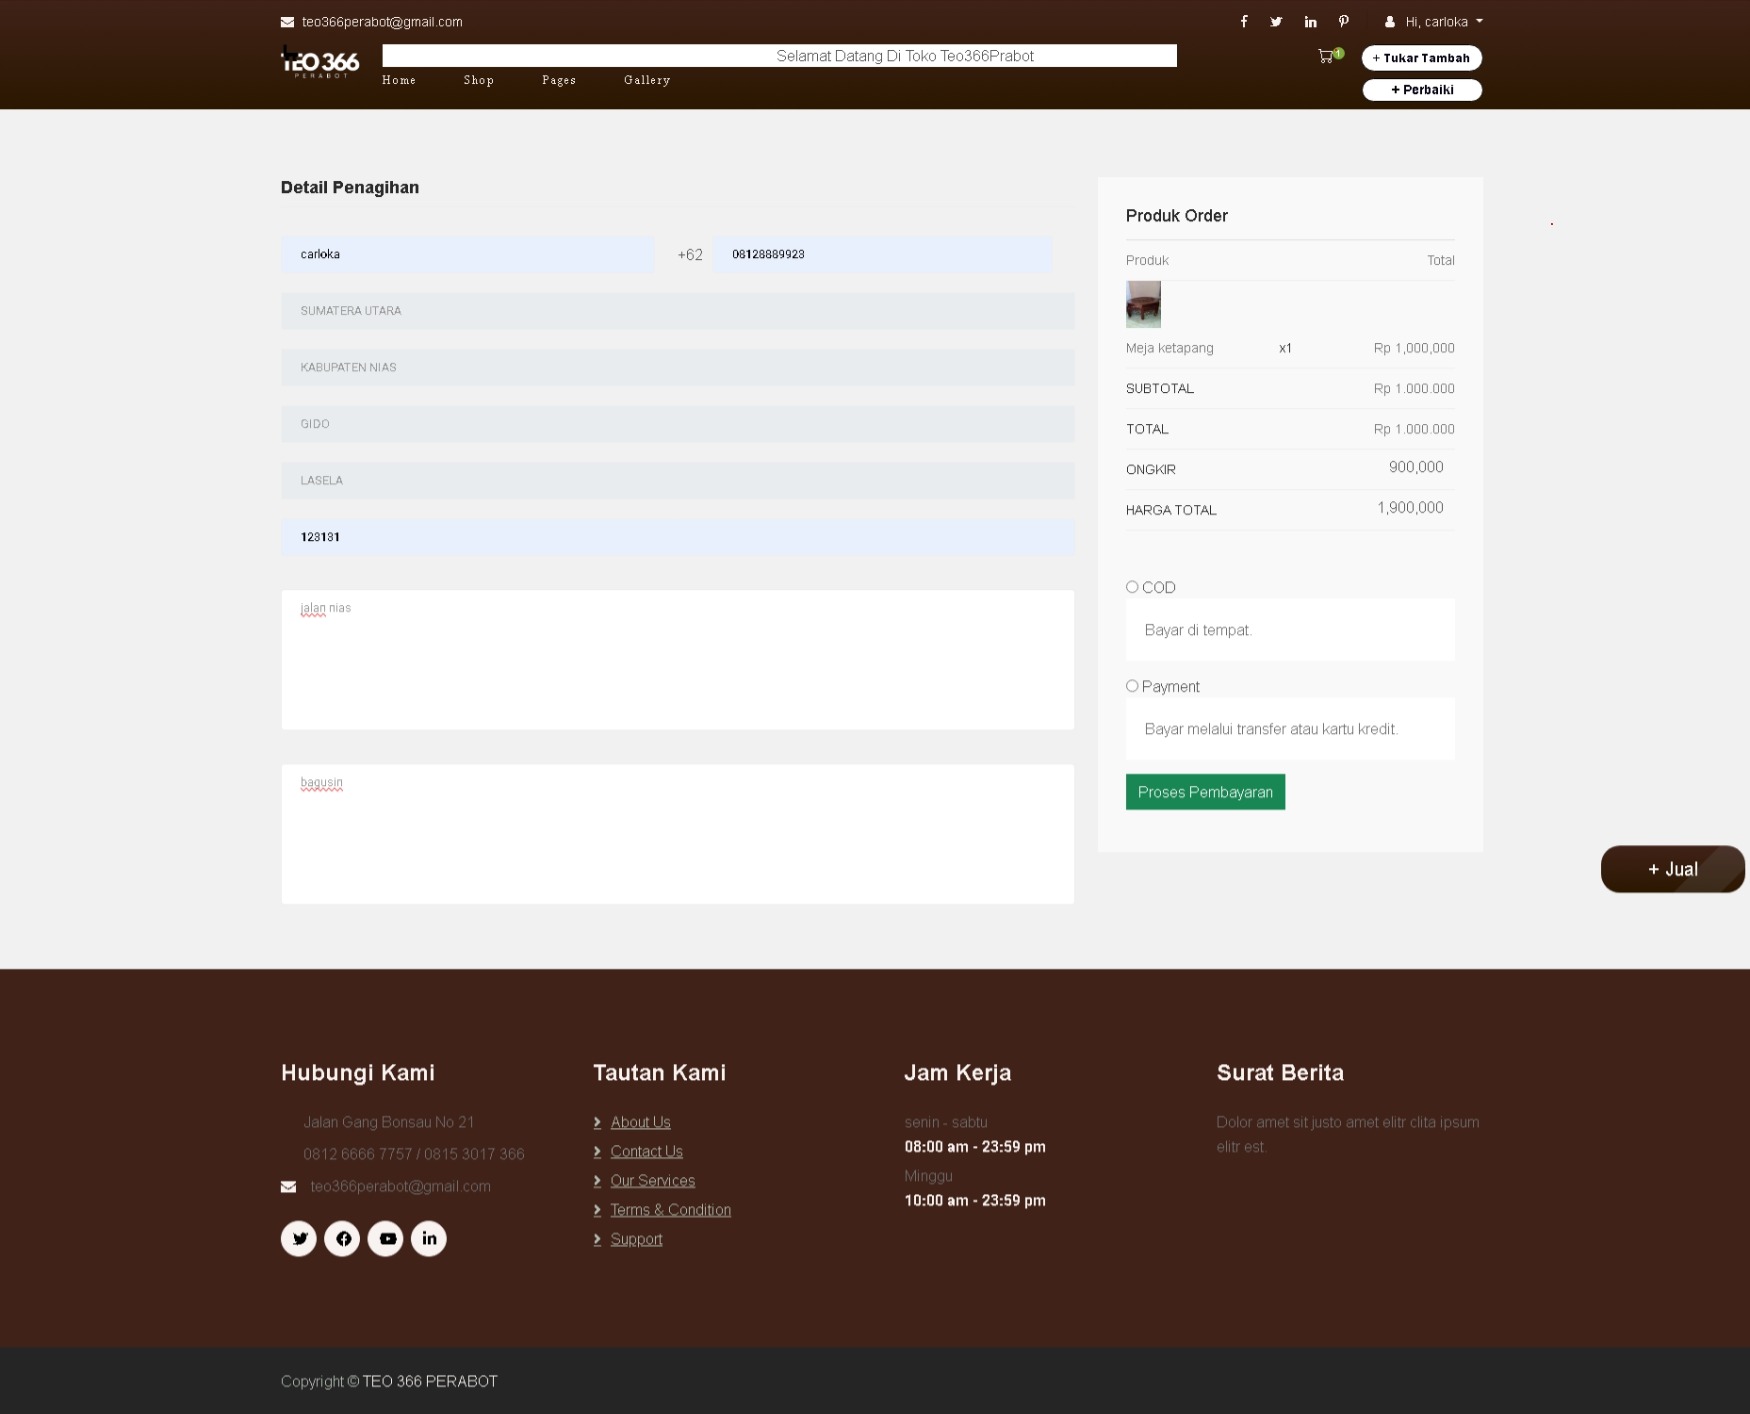 teo366perabot@gmail.com
Hi, carloka
TEO 366
PERABOT
Selamat Datang Di Toko Teo366Prabot
1
+ Tukar Tambah
Home Shop Pages Gallery
+ Perbaiki
Detail Penagihan
carloka +62 08128889923
SUMATERA UTARA
KABUPATEN NIAS
GIDO
LASELA
123131
jalan nias
bagusin
Produk Order
Produk Total
Meja ketapang x1 Rp 1,000,000
SUBTOTAL Rp 1.000.000
TOTAL Rp 1.000.000
ONGKIR 900,000
HARGA TOTAL 1,900,000
COD
Bayar di tempat.
Payment
Bayar melalui transfer atau kartu kredit.
Proses Pembayaran
+ Jual
Hubungi Kami
Jalan Gang Bonsau No 21
0812 6666 7757 / 0815 3017 366
teo366perabot@gmail.com
Tautan Kami
About Us
Contact Us
Our Services
Terms & Condition
Support
Jam Kerja
senin - sabtu
08:00 am - 23:59 pm
Minggu
10:00 am - 23:59 pm
Surat Berita
Dolor amet sit justo amet elitr clita ipsum
elitr est.
Copyright © TEO 366 PERABOT